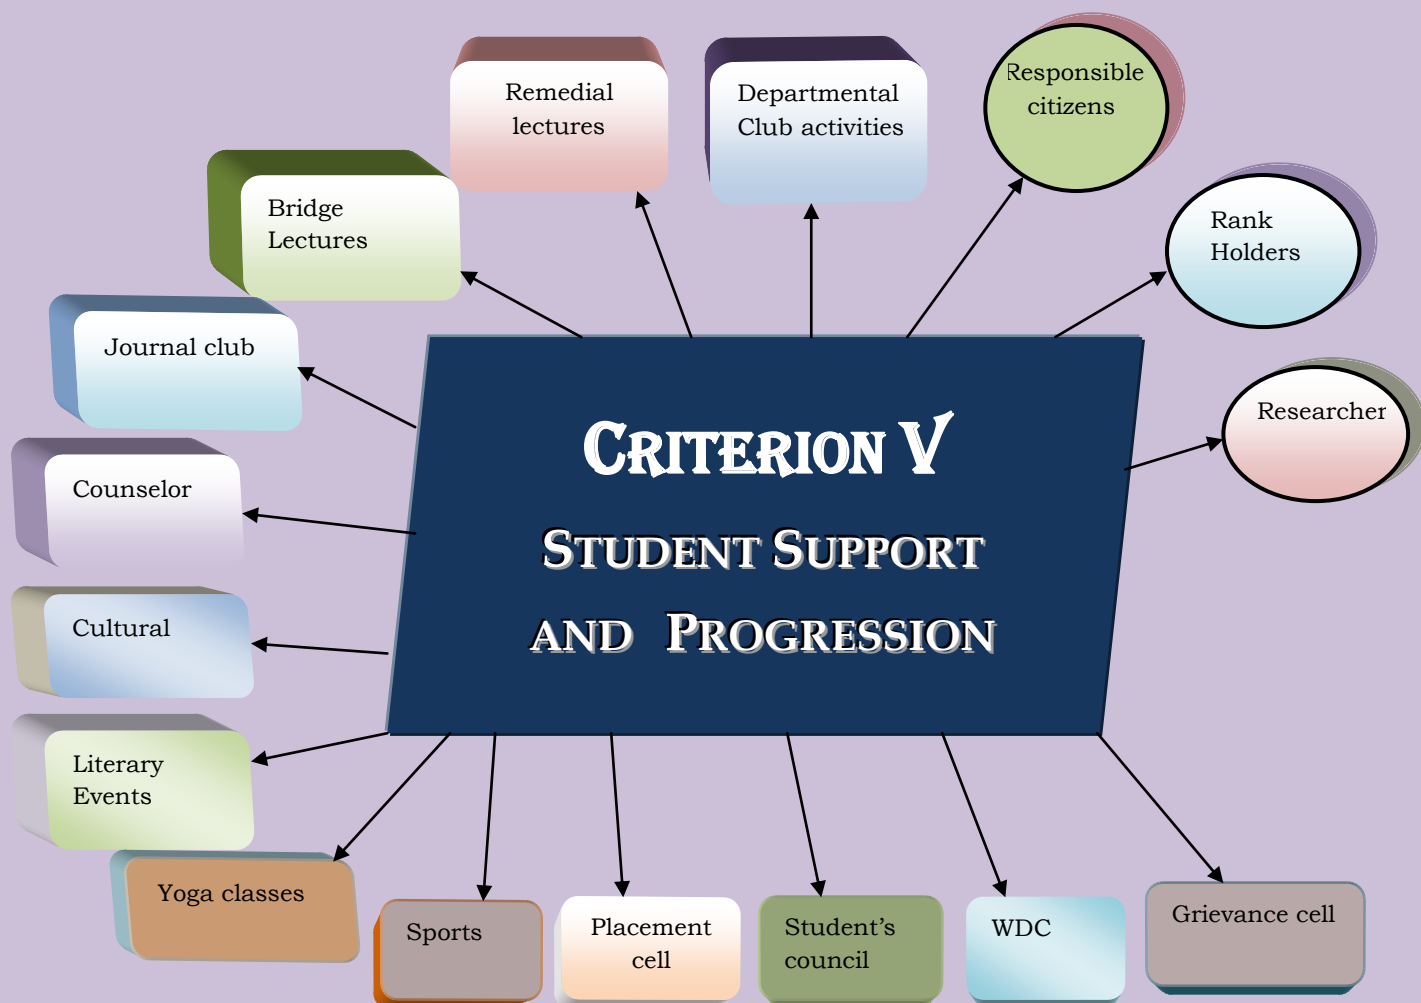 Remedial
lectures
Departmental
Club activities
Responsible
citizens
Bridge
Lectures
Rank
Holders
Journal club
Researcher
CRITERION V
Counselor
STUDENT SUPPORT
AND PROGRESSION
Cultural
Literary
Events
Yoga classes
Sports
Placement
cell
Student’s
council
WDC
Grievance cell